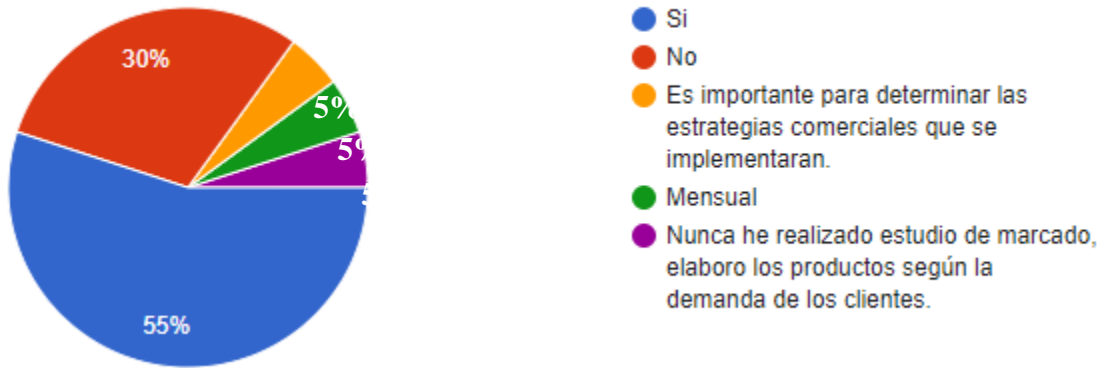 30%
5%
5%
55%
Si
No
Es importante para determinar las
estrategias comerciales que se
implementaran.
Mensual
Nunca he realizado estudio de marcado,
elaboro los productos según la
demanda de los clientes.